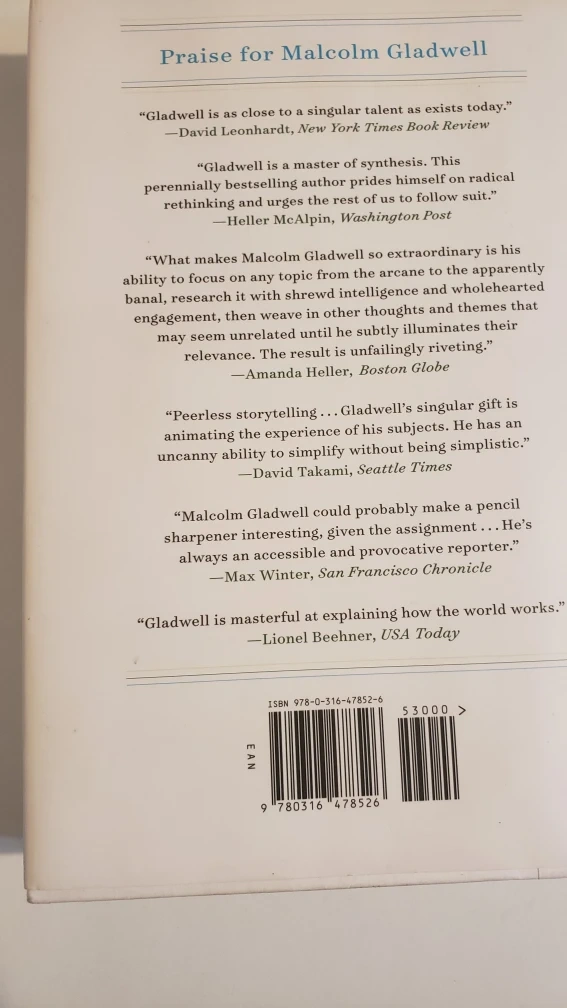 Praise for Malcolm Gladwell
“Gladwell is as close to a singular talent as exists today.”
—David Leonhardt, New York Times Book Review
“Gladwell is a master of synthesis. This
perennially bestselling author prides himself on radical
rethinking and urges the rest of us to follow suit.”
—Heller McAlpin, Washington Post
“What makes Malcolm Gladwell so extraordinary is his
ability to focus on any topic from the arcane to the apparently
banal, research it with shrewd intelligence and wholehearted
engagement, then weave in other thoughts and themes that
may seem unrelated until he subtly illuminates their
relevance. The result is unfailingly riveting.”
—Amanda Heller, Boston Globe
“Peerless storytelling . . . Gladwell’s singular gift is
animating the experience of his subjects. He has an
uncanny ability to simplify without being simplistic.”
—David Takami, Seattle Times
“Malcolm Gladwell could probably make a pencil
sharpener interesting, given the assignment . . . He’s
always an accessible and provocative reporter.”
—Max Winter, San Francisco Chronicle
“Gladwell is masterful at explaining how the world works.”
—Lionel Beehner, USA Today
ISBN 978-0-316-47852-6
53000 >
EAN
9 780316 478526